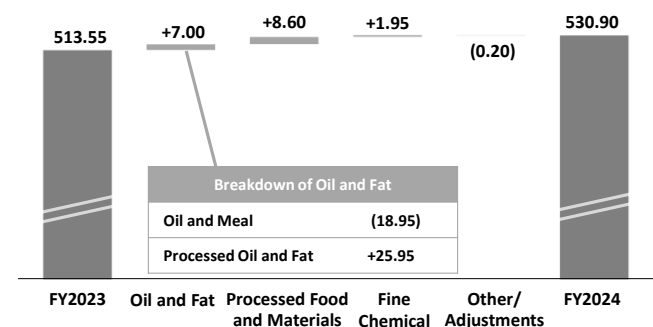 513.55
+7.00
+8.60
+1.95
(0.20)
530.90
Breakdown of Oil and Fat
Oil and Meal (18.95)
Processed Oil and Fat +25.95
FY2023
Oil and Fat
Processed Food
and Materials
Fine
Chemical
Other/
Adjustments
FY2024